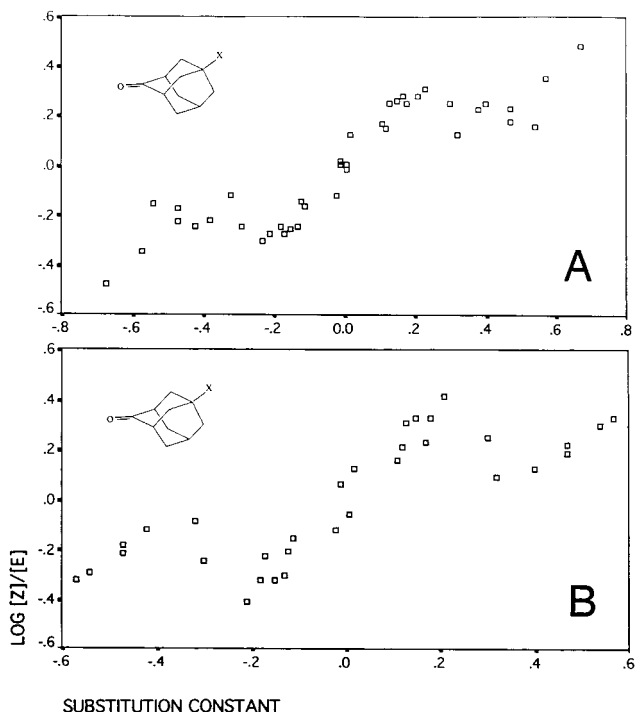 .6
X
.4
O
.2
.0
-.2
-.4
A
-.6
-.8 -.6 -.4 -.2 0.0 .2 .4 .6 .8
.6
X
.4
O
.2
.0
-.2
-.4
B
-.6
-.6 -.4 -.2 .0 .2 .4 .6
LOG [Z]/[E]
SUBSTITUTION CONSTANT